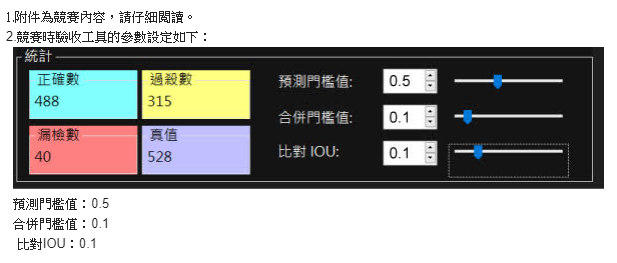 1.附件為競賽內容，請仔細閱讀。
2.競賽時驗收工具的參數設定如下：
統計
正確數 過殺數 預測門檻值: 0.5
488 315
合併門檻值: 0.1
漏檢數 真值
40 528 比對 IOU: 0.1
預測門檻值：0.5
合併門檻值：0.1
比對IOU：0.1